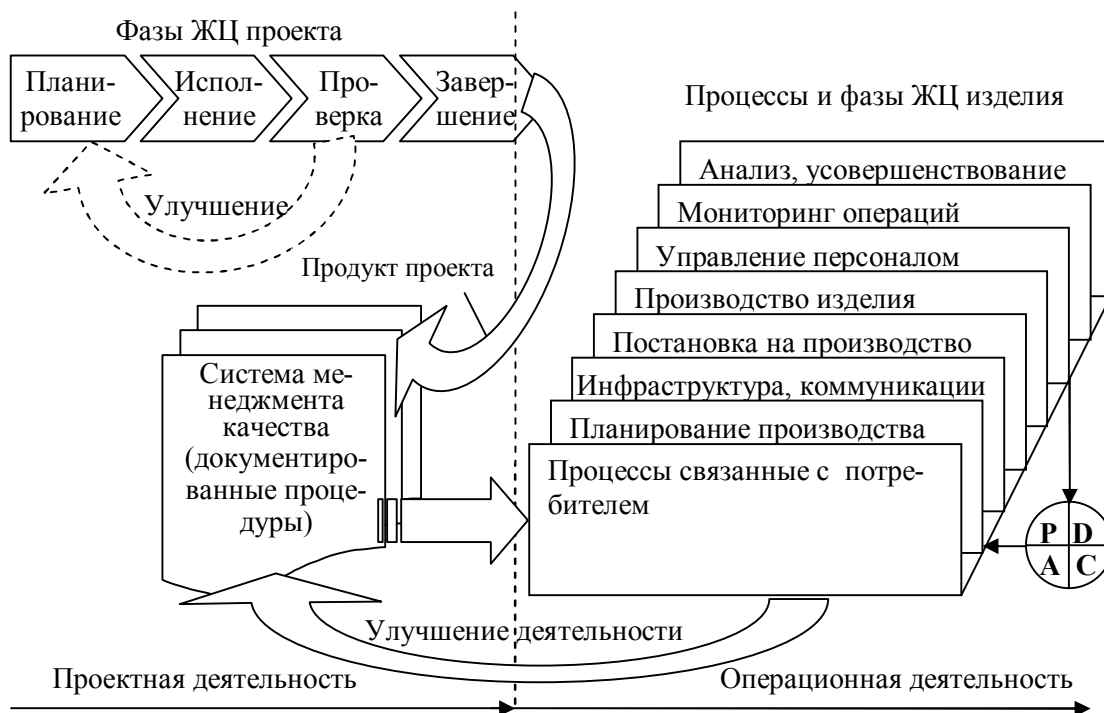 Фазы ЖЦ проекта
Плани-
рование
Испол-
нение
Про-
верка
Завер-
шение
Улучшение
Продукт проекта
Система ме-
неджмента
качества
(документиро-
ванные проце-
дуры)
Процессы и фазы ЖЦ изделия
Анализ, усовершенствование
Мониторинг операций
Управление персоналом
Производство изделия
Постановка на производство
Инфраструктура, коммуникации
Планирование производства
Процессы связанные с потре-
бителем
P D
A C
Улучшение деятельности
Проектная деятельность
Операционная деятельность